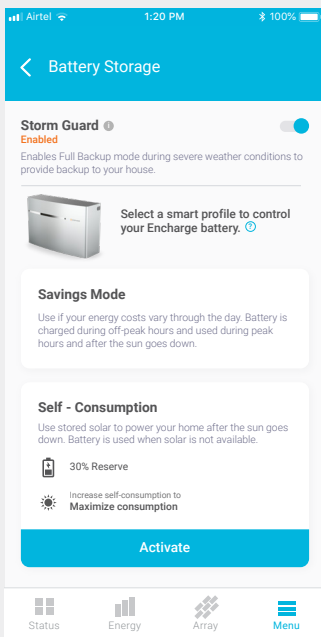 Airtel 1:20 PM 100%
Battery Storage
Storm Guard
Enabled
Enables Full Backup mode during severe weather conditions to
provide backup to your house.
Select a smart profile to control
your Encharge battery.
Savings Mode
Use if your energy costs vary through the day. Battery is
charged during off-peak hours and used during peak
hours and after the sun goes down.
Self - Consumption
Use stored solar to power your home after the sun goes
down. Battery is used when solar is not available.
30% Reserve
Increase self-consumption to
Maximize consumption
Activate
Status Energy Array Menu